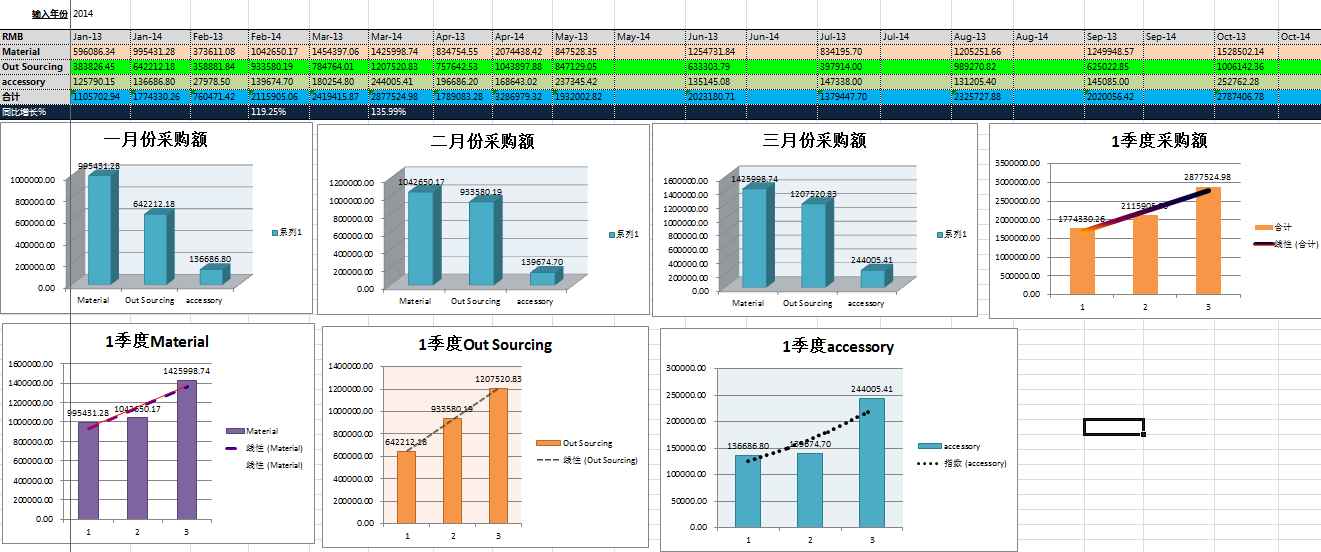 输入年份 2014
RMB Jan-13 Jan-14 Feb-13 Feb-14 Mar-13 Mar-14 Apr-13 Apr-14 May-13 May-14 Jun-13 Jun-14 Jul-13 Jul-14 Aug-13 Aug-14 Sep-13 Sep-14 Oct-13 Oct-14
Material 596086.34 995431.28 373611.08 1042650.17 1454397.06 1425998.74 834754.55 2074438.42 847528.35 1254731.84 834195.70 1205251.66 1249948.57 1528502.14
Out Sourcing 383826.45 642212.18 358881.84 933580.19 784764.01 1207520.83 757642.53 1043897.88 847129.05 633303.79 397914.00 989270.82 625022.85 1006142.36
accessory 125790.15 136686.80 27978.50 139674.70 180254.80 244005.41 196686.20 168643.02 237345.42 135145.08 147338.00 131205.40 145085.00 252762.28
合计 1105702.94 1774330.26 760471.42 2115905.06 2419415.87 2877524.98 1789083.28 3286979.32 1932002.82 2023180.71 1379447.70 2325727.88 2020056.42 2787406.78
同比增长% 119.25% 135.99%
一月份采购额
995431.28
1000000.00
800000.00
642212.18
600000.00
400000.00
136686.80
200000.00
0.00
Material Out Sourcing accessory
系列1
二月份采购额
1042650.17
933580.19
1200000.00
1000000.00
800000.00
600000.00
400000.00
139674.70
200000.00
0.00
Material Out Sourcing accessory
系列1
三月份采购额
1425998.74
1207520.83
1600000.00
1400000.00
1200000.00
1000000.00
800000.00
600000.00
400000.00
244005.41
200000.00
0.00
Material Out Sourcing accessory
系列1
1季度采购额
3500000.00
3000000.00
2877524.98
2500000.00
2115905.06
2000000.00
1774330.26
1500000.00
1000000.00
500000.00
0.00
1 2 3
合计
线性 (合计)
1季度Material
1600000.00
1425998.74
1400000.00
1200000.00
995431.28 1042650.17
1000000.00
800000.00
600000.00
400000.00
200000.00
0.00
1 2 3
Material
线性 (Material)
线性 (Material)
1季度Out Sourcing
1400000.00
1207520.83
1200000.00
1000000.00
933580.19
800000.00
642212.18
600000.00
400000.00
200000.00
0.00
1 2 3
Out Sourcing
线性 (Out Sourcing)
1季度accessory
300000.00
244005.41
250000.00
200000.00
136686.80 139674.70
150000.00
100000.00
50000.00
0.00
1 2 3
accessory
指数 (accessory)